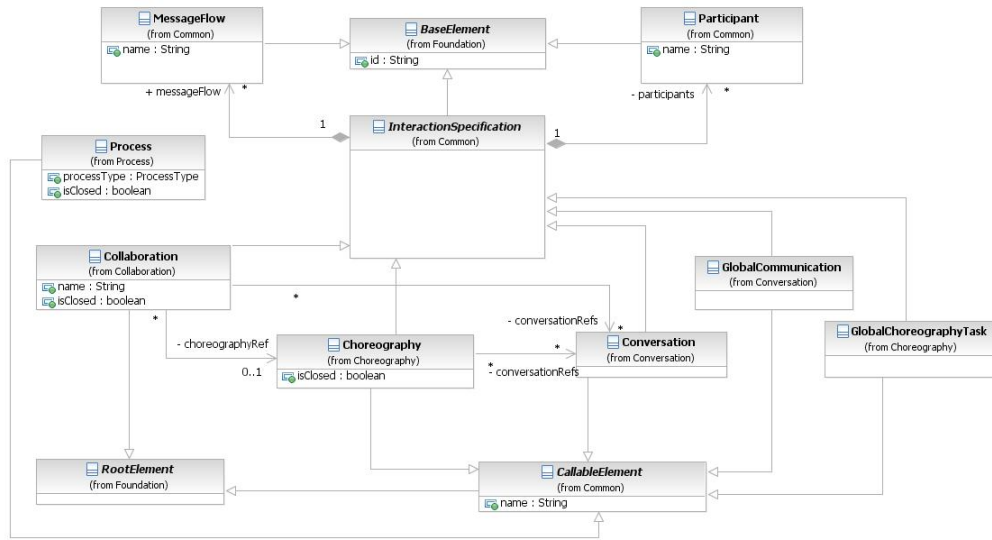 MessageFlow
(from Common)
name : String
BaseElement
(from Foundation)
id : String
Participant
(from Common)
name : String
+ messageFlow
*
- participants
*
1
InteractionSpecification
(from Common)
1
Process
(from Process)
processType : ProcessType
isClosed : boolean
Collaboration
(from Collaboration)
name : String
isClosed : boolean
GlobalCommunication
(from Conversation)
*
*
- conversationRefs
*
- choreographyRef
0..1
Choreography
(from Choreography)
isClosed : boolean
*
*
- conversationRefs
Conversation
(from Conversation)
GlobalChoreographyTask
(from Choreography)
RootElement
(from Foundation)
CallableElement
(from Common)
name : String